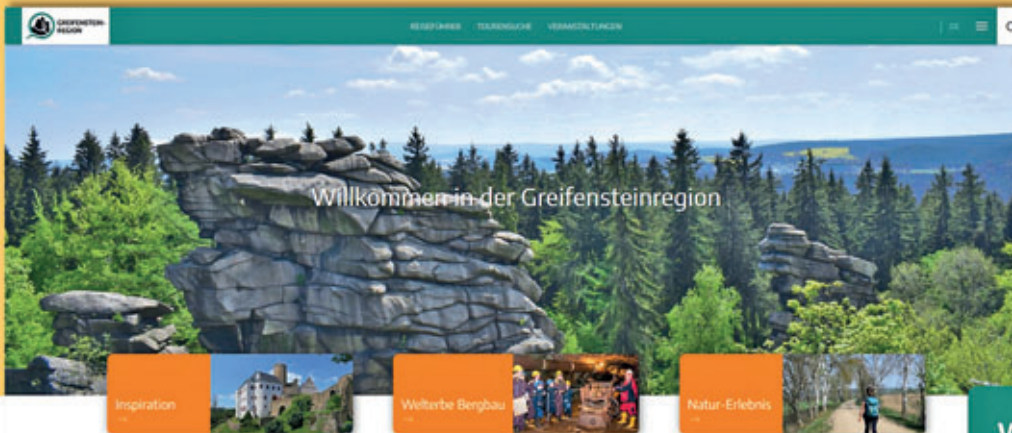 GREIFENSTEIN-
REGION
REISEFÜHRER TOURENSUCHE VERANSTALTUNGEN
DE
Willkommen in der Greifensteinregion
Inspiration
Welterbe Bergbau
Natur-Erlebnis